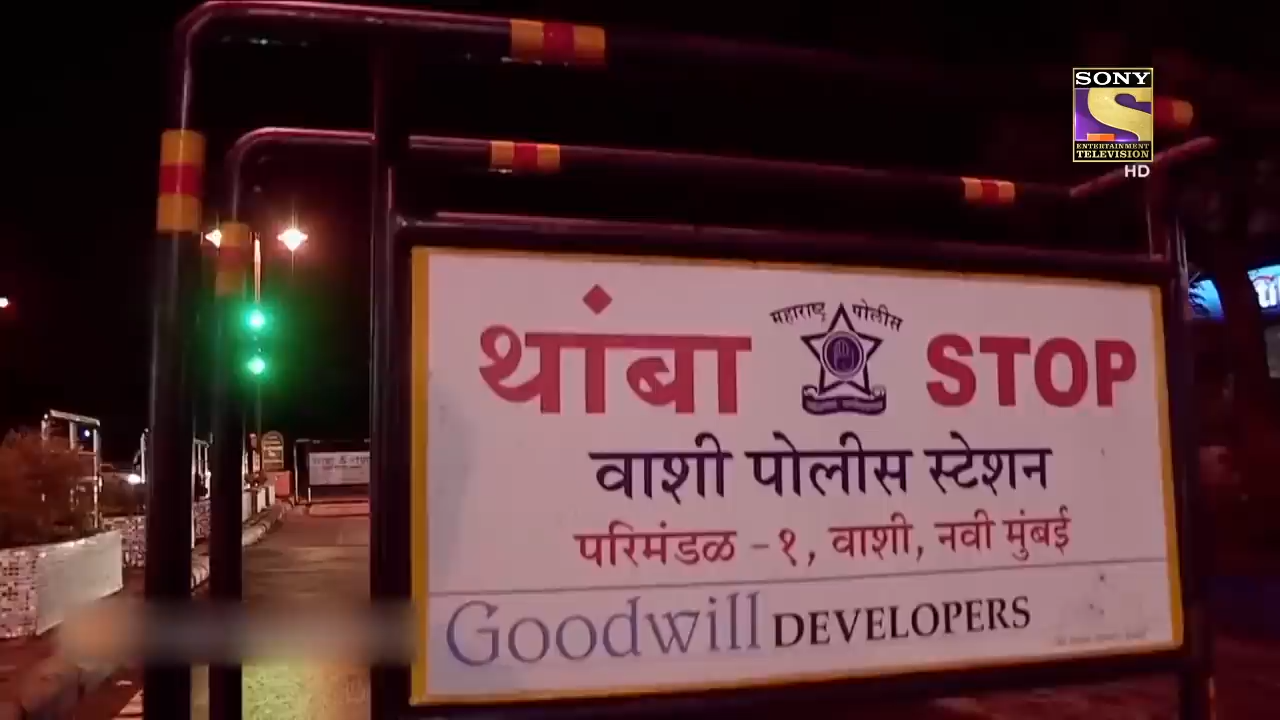 SONY
ENTERTAINMENT
TELEVISION
HD
महाराष्ट्र पोलीस
थांबा STOP
वाशी पोलीस स्टेशन
परिमंडळ -१, वाशी, नवी मुंबई
Goodwill DEVELOPERS